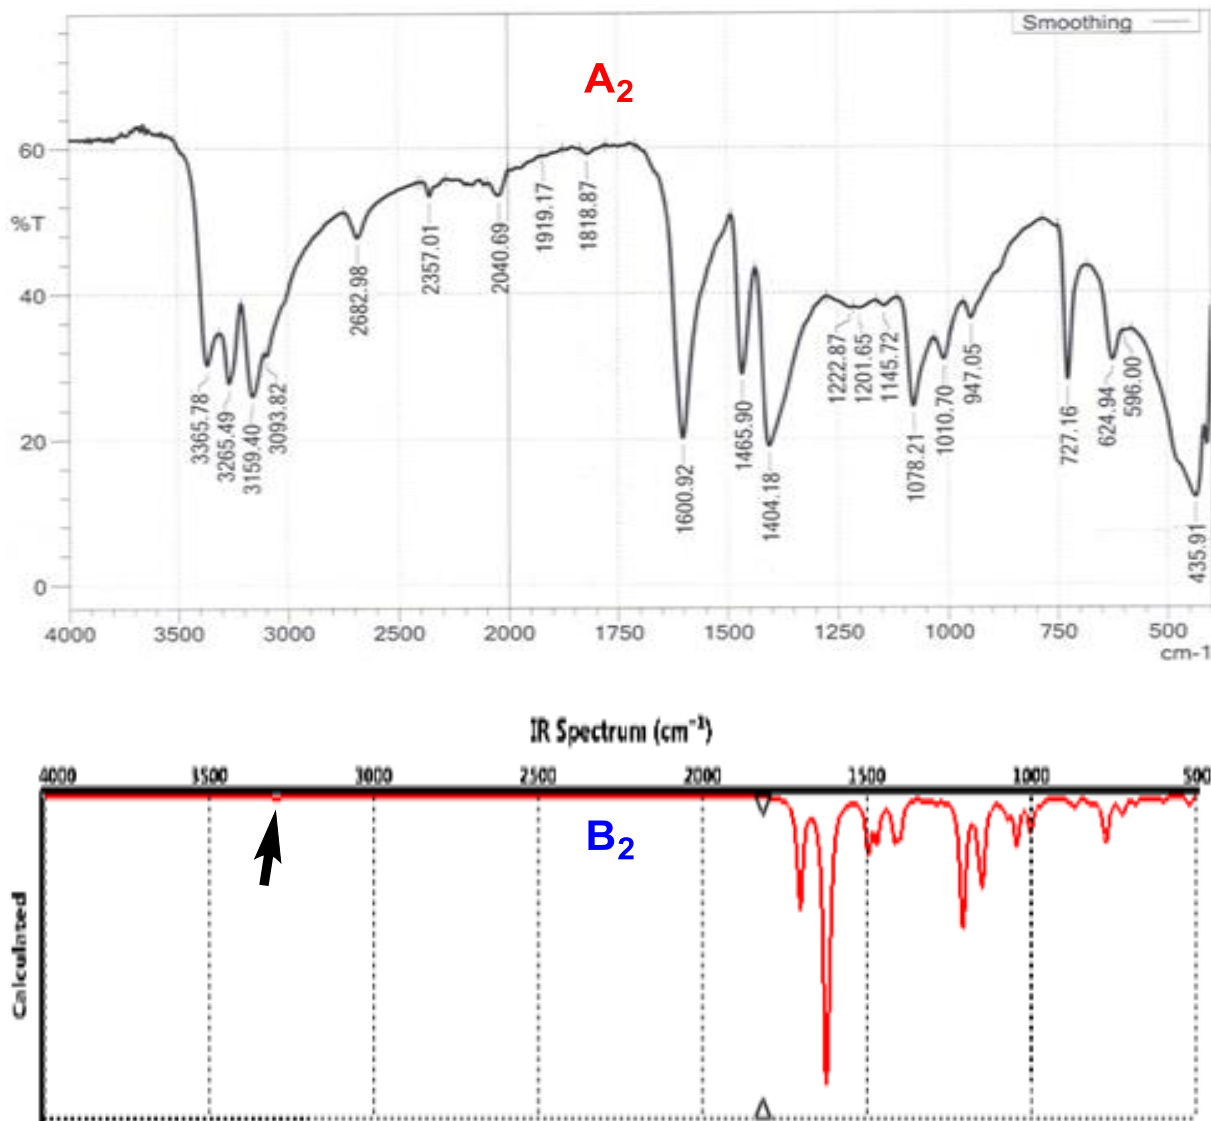 Smoothing
A2
60
%T
40
20
0
3365.78
3265.49
3159.40
3093.82
2682.98
2357.01
2040.69
1919.17
1818.87
1600.92
1465.90
1404.18
1222.87
1201.65
1145.72
1078.21
1010.70
947.05
727.16
624.94
596.00
435.91
4000 3500 3000 2500 2000 1750 1500 1250 1000 750 500
cm-1
IR Spectrum (cm⁻¹)
4000 3500 3000 2500 2000 1500 1000 500
B2
Calculated